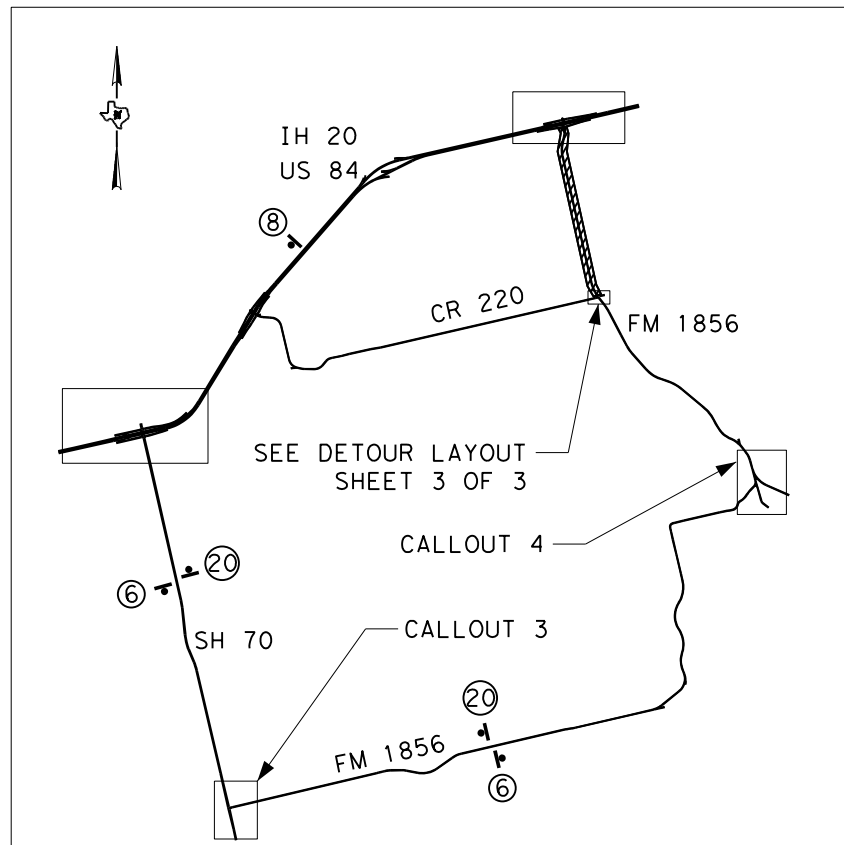 IH 20
US 84
8
CR 220
FM 1856
SEE DETOUR LAYOUT
SHEET 3 OF 3
CALLOUT 4
20
6
SH 70
CALLOUT 3
20
FM 1856
6